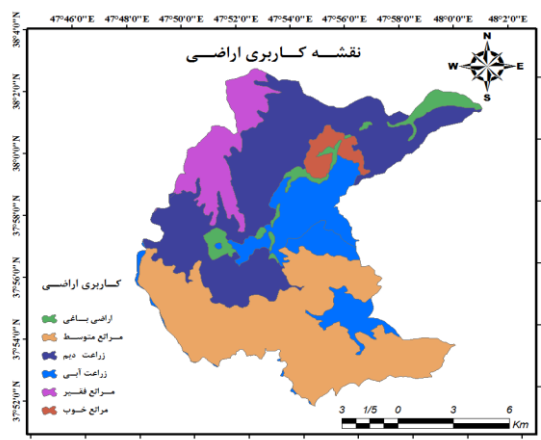 47°46'0"E 47°50'0"E 47°52'0"E 47°54'0"E 47°56'0"E 47°58'0"E 48°0'0"E 48°2'0"E
نقشه کاربری اراضی
N
W E
S
38°4'0"N
38°0'0"N
38°0'0"N
37°58'0"N
37°56'0"N
37°54'0"N
37°52'0"N
کاربری اراضی
اراضی باغی
مراتع متوسط
زراعت دیم
زراعت آبی
مراتع فقیر
مراتع خوب
3 1/5 0 3 6
Km